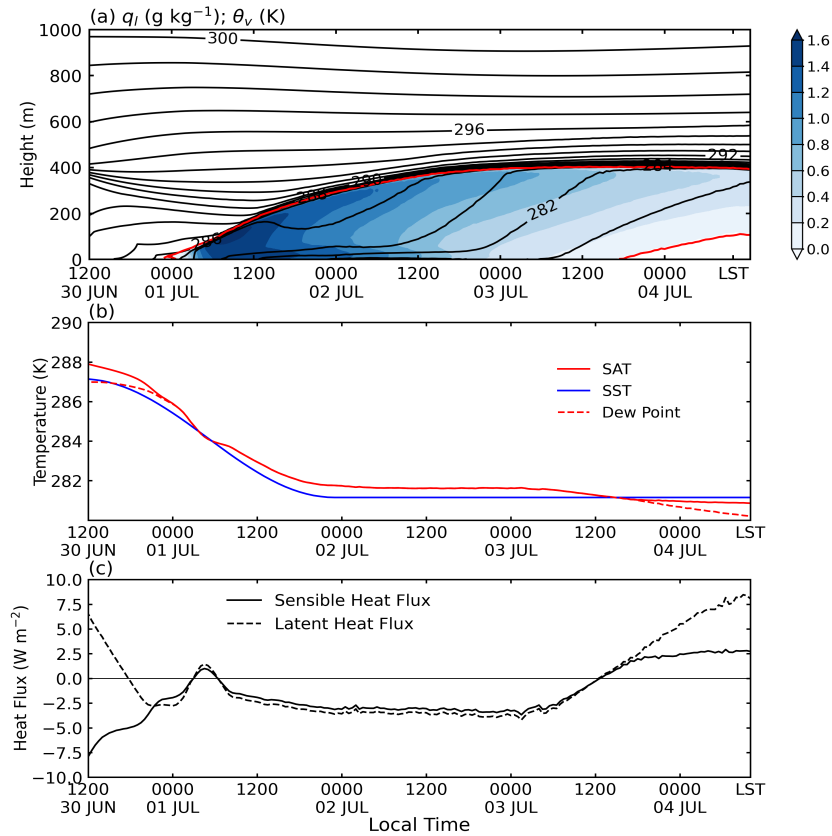 (a) qₗ (g kg⁻¹); θᵥ (K)
1000
800
600
400
200
0
Height (m)
300
296
292
290
288
286
284
282
1.6
1.4
1.2
1.0
0.8
0.6
0.4
0.2
0.0
1200 0000 1200 0000 1200 0000 1200 0000 LST
30 JUN 01 JUL 02 JUL 03 JUL 04 JUL
(b)
290
288
286
284
282
Temperature (K)
SAT
SST
Dew Point
1200 0000 1200 0000 1200 0000 1200 0000 LST
30 JUN 01 JUL 02 JUL 03 JUL 04 JUL
(c)
10.0
7.5
5.0
2.5
0.0
−2.5
−5.0
−7.5
−10.0
Heat Flux (W m⁻²)
Sensible Heat Flux
Latent Heat Flux
1200 0000 1200 0000 1200 0000 1200 0000 LST
30 JUN 01 JUL 02 JUL 03 JUL 04 JUL
Local Time